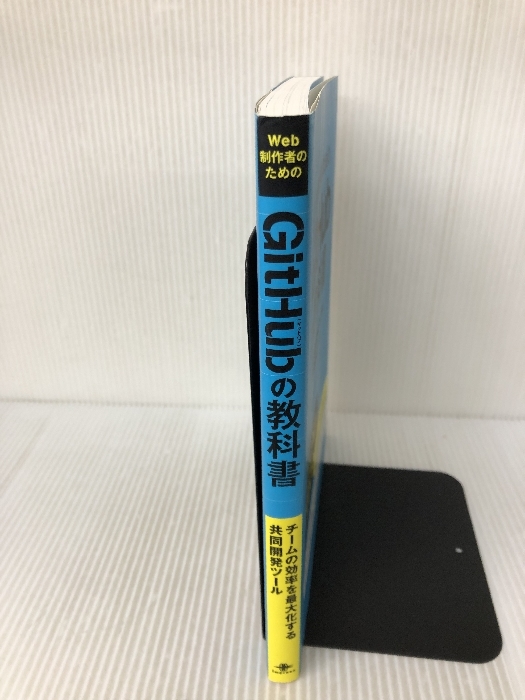 Web
制作者の
ための
GitHubの教科書
チームの効率を最大化する
共同開発ツール